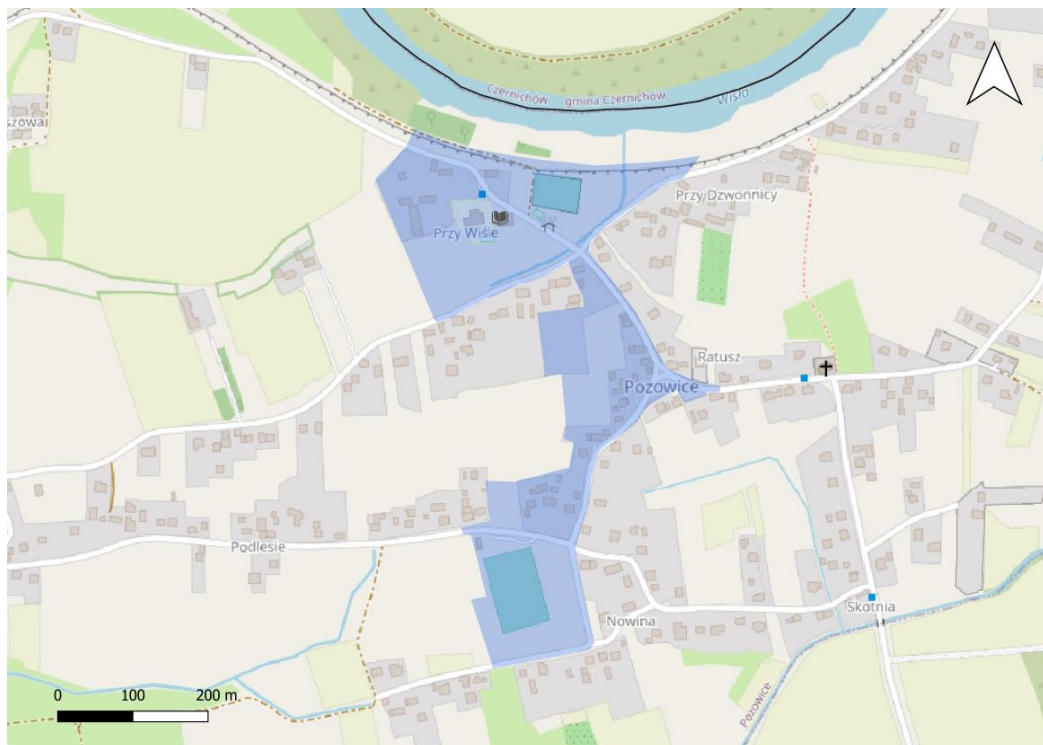 Czernichów
gmina Czernichów
Wisła
szowa
Przy Dzwonnicy
Przy Wiśle
Ratusz
Pozowice
Podlesie
Skotnia
Nowina
Pozowice
0 100 200 m